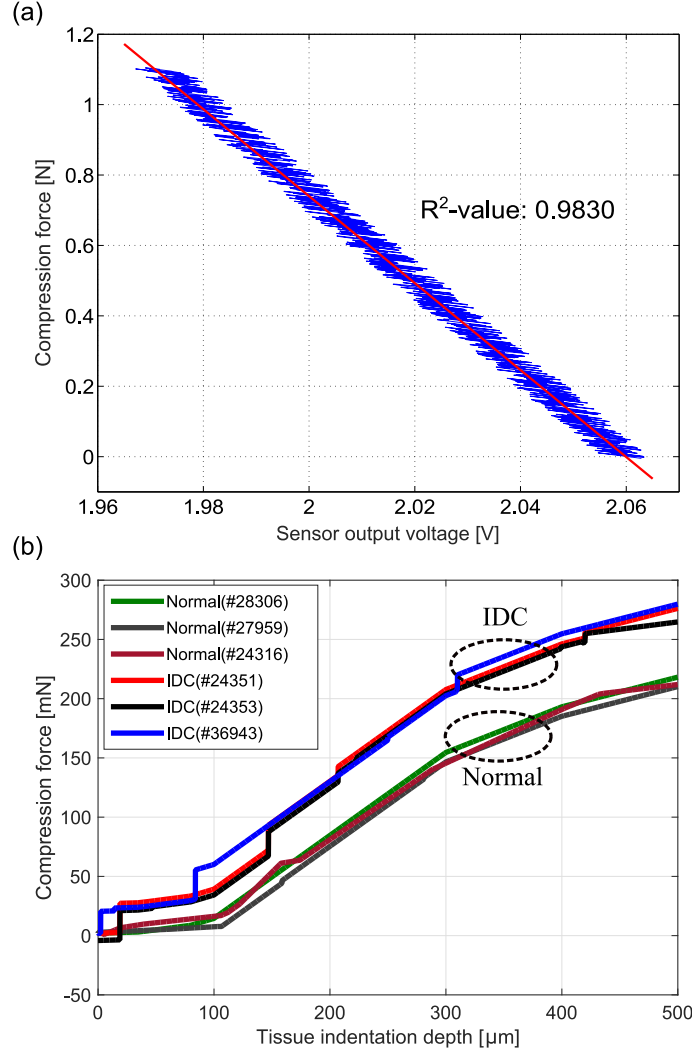 (a)
1.2
1
0.8
0.6
0.4
0.2
0
Compression force [N]
R²-value: 0.9830
1.96 1.98 2 2.02 2.04 2.06
Sensor output voltage [V]
(b)
300
250
200
150
100
50
0
-50
Compression force [mN]
Normal(#28306)
Normal(#27959)
Normal(#24316)
IDC(#24351)
IDC(#24353)
IDC(#36943)
IDC
Normal
0 100 200 300 400 500
Tissue indentation depth [µm]